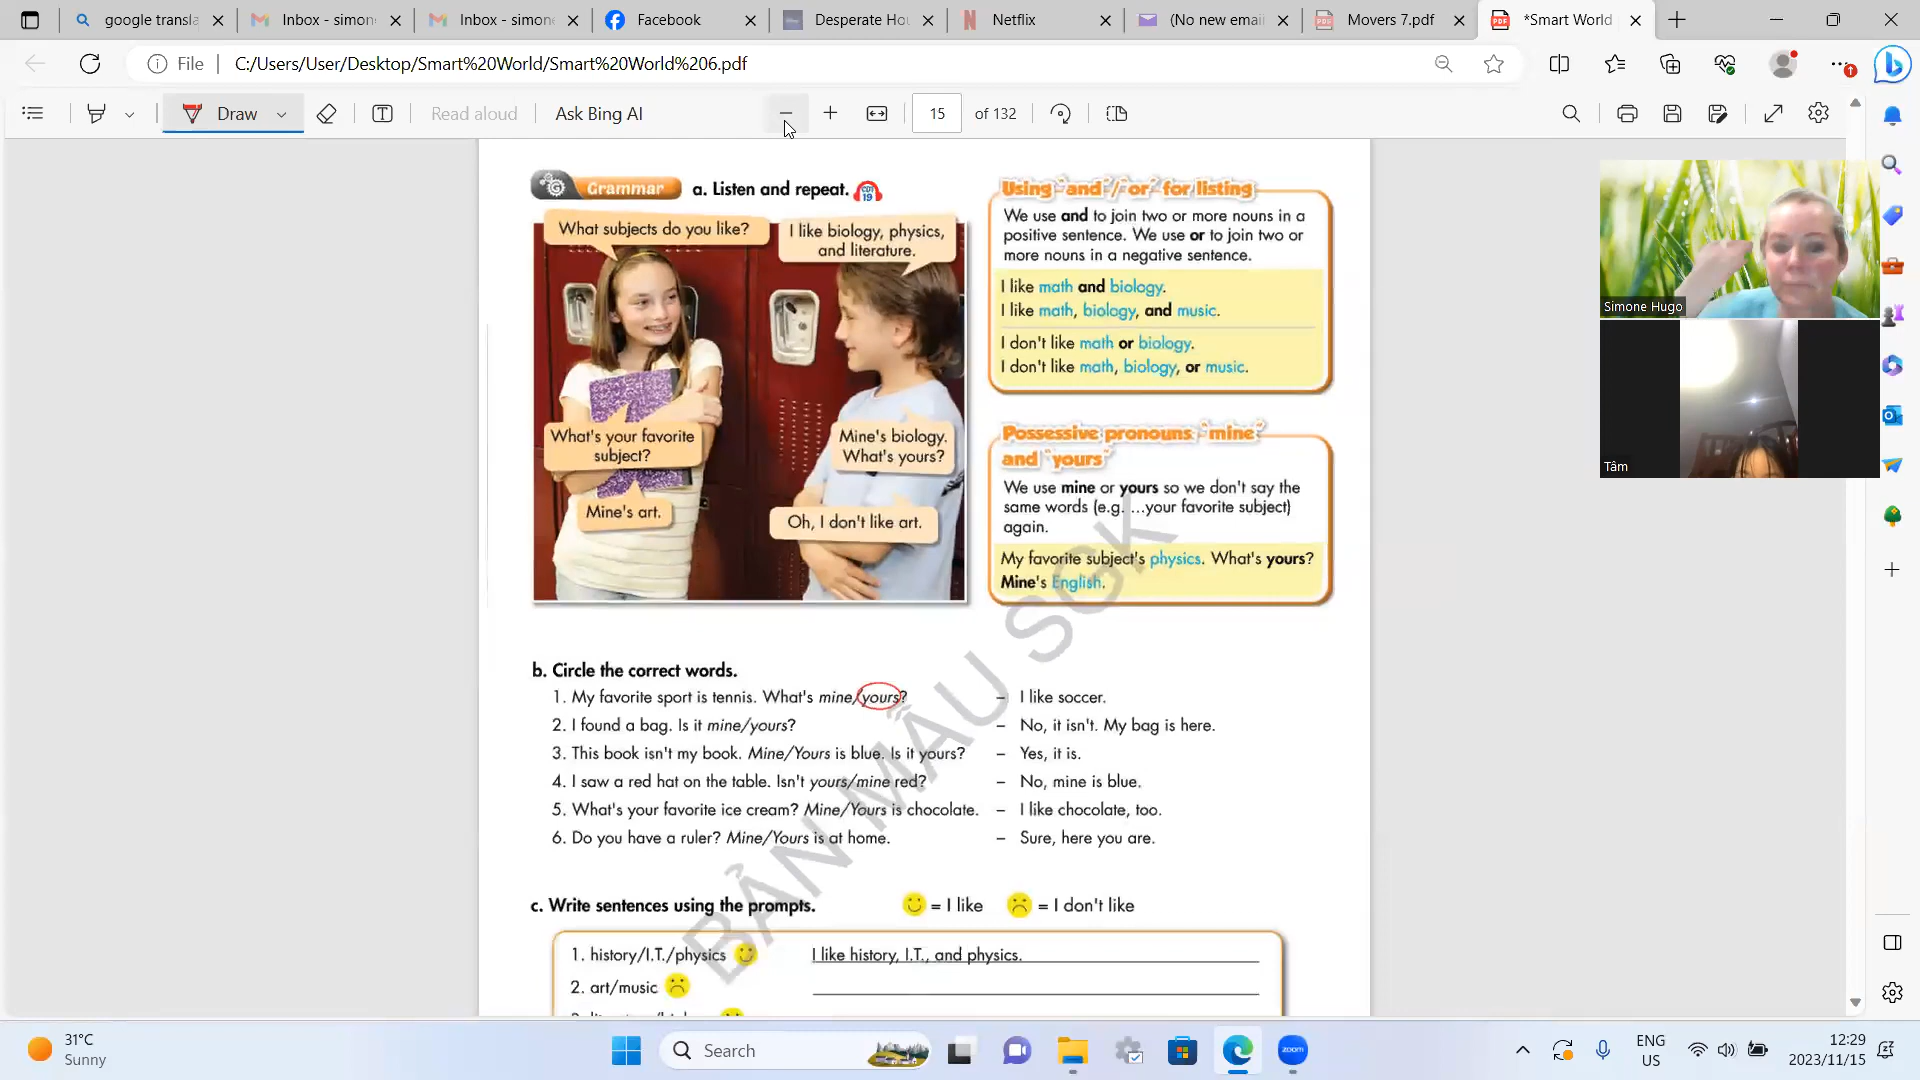 google transla
Inbox - simon
Inbox - simon
Facebook
Desperate Hou
Netflix
(No new emai
Movers 7.pdf
*Smart World
File
C:/Users/User/Desktop/Smart%20World/Smart%20World%206.pdf
Draw
Read aloud
Ask Bing AI
15
of 132
Grammar
a. Listen and repeat.
CD1
19
What subjects do you like?
I like biology, physics,
and literature.
What's your favorite
subject?
Mine's biology.
What's yours?
Mine's art.
Oh, I don't like art.
Using "and"/"or" for listing
We use and to join two or more nouns in a
positive sentence. We use or to join two or
more nouns in a negative sentence.
I like math and biology.
I like math, biology, and music.
I don't like math or biology.
I don't like math, biology, or music.
Possessive pronouns "mine"
and "yours"
We use mine or yours so we don't say the
same words (e.g. ...your favorite subject)
again.
My favorite subject's physics. What's yours?
Mine's English.
b. Circle the correct words.
1. My favorite sport is tennis. What's mine/yours? – I like soccer.
2. I found a bag. Is it mine/yours? – No, it isn't. My bag is here.
3. This book isn't my book. Mine/Yours is blue. Is it yours? – Yes, it is.
4. I saw a red hat on the table. Isn't yours/mine red? – No, mine is blue.
5. What's your favorite ice cream? Mine/Yours is chocolate. – I like chocolate, too.
6. Do you have a ruler? Mine/Yours is at home. – Sure, here you are.
c. Write sentences using the prompts. = I like = I don't like
1. history/I.T./physics I like history, I.T., and physics.
2. art/music
BẢN MẪU SGK
Simone Hugo
Tâm
31°C
Sunny
Search
zoom
ENG
US
12:29
2023/11/15